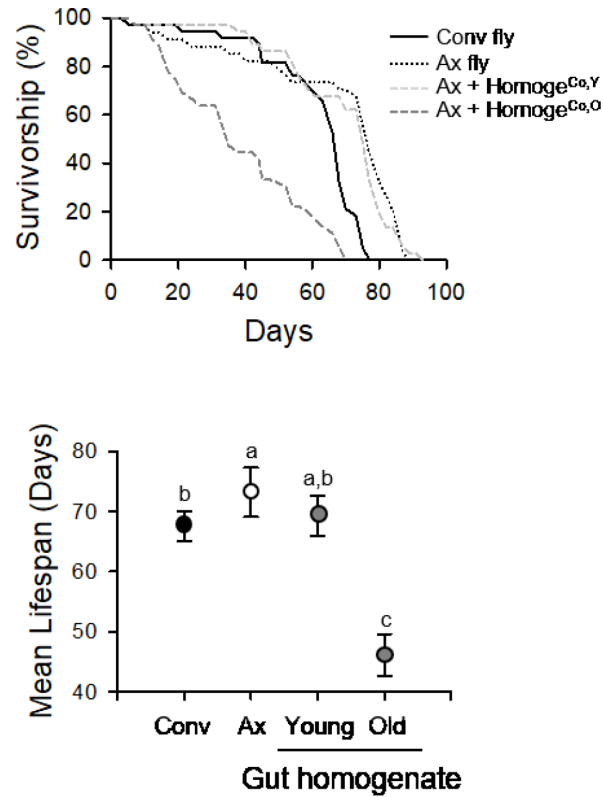 Survivorship (%)
100
80
60
40
20
0
Conv fly
Ax fly
Ax + Homoge^Co,Y
Ax + Homoge^Co,O
0 20 40 60 80 100
Days
Mean Lifespan (Days)
80
70
60
50
40
b
a
a,b
c
Conv Ax Young Old
Gut homogenate